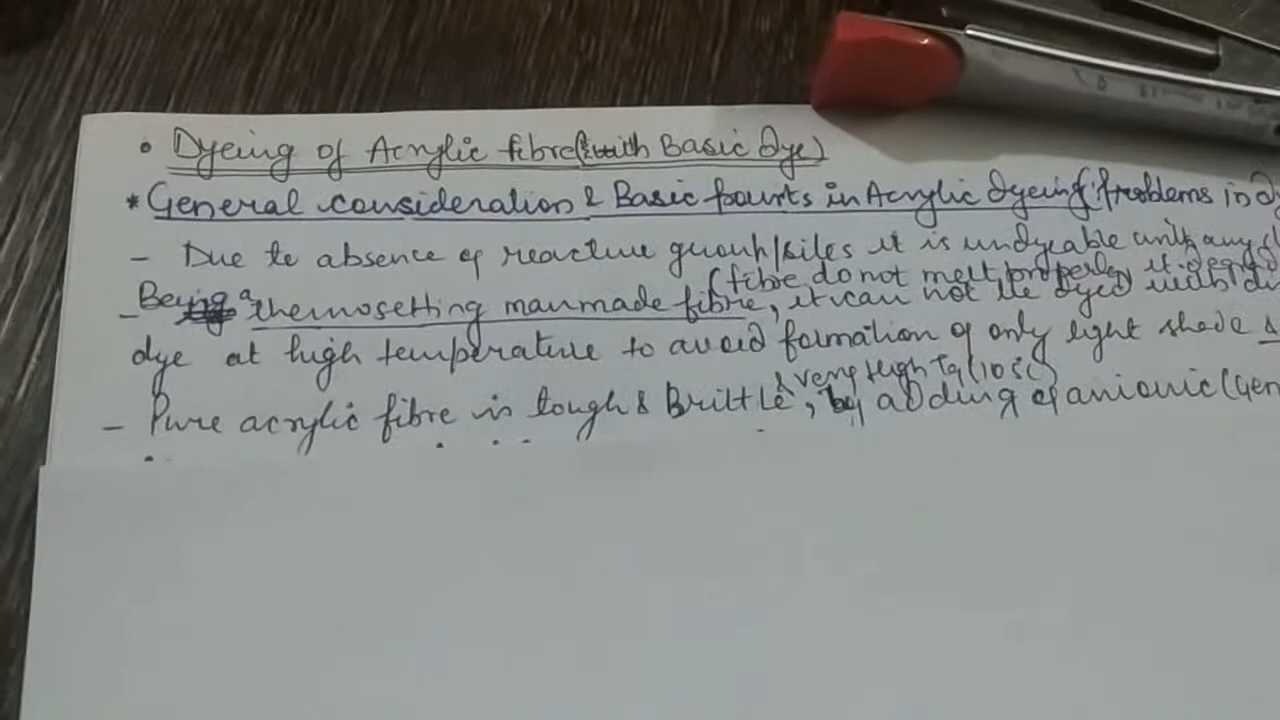 • Dyeing of Acrylic fibre (with Basic Dye)
* General consideration & Basic points in Acrylic Dyeing (Problems in
- Due to absence of reactive group/sites it is undyeable with any
(fibre do not melt properly it
- Being a thermosetting manmade fibre, it can not be dyed with
dye at high temperature to avoid formation of only light shade
& very High Tg (105°C)
- Pure acrylic fibre is tough & Brittle, by adding of anionic (Gen